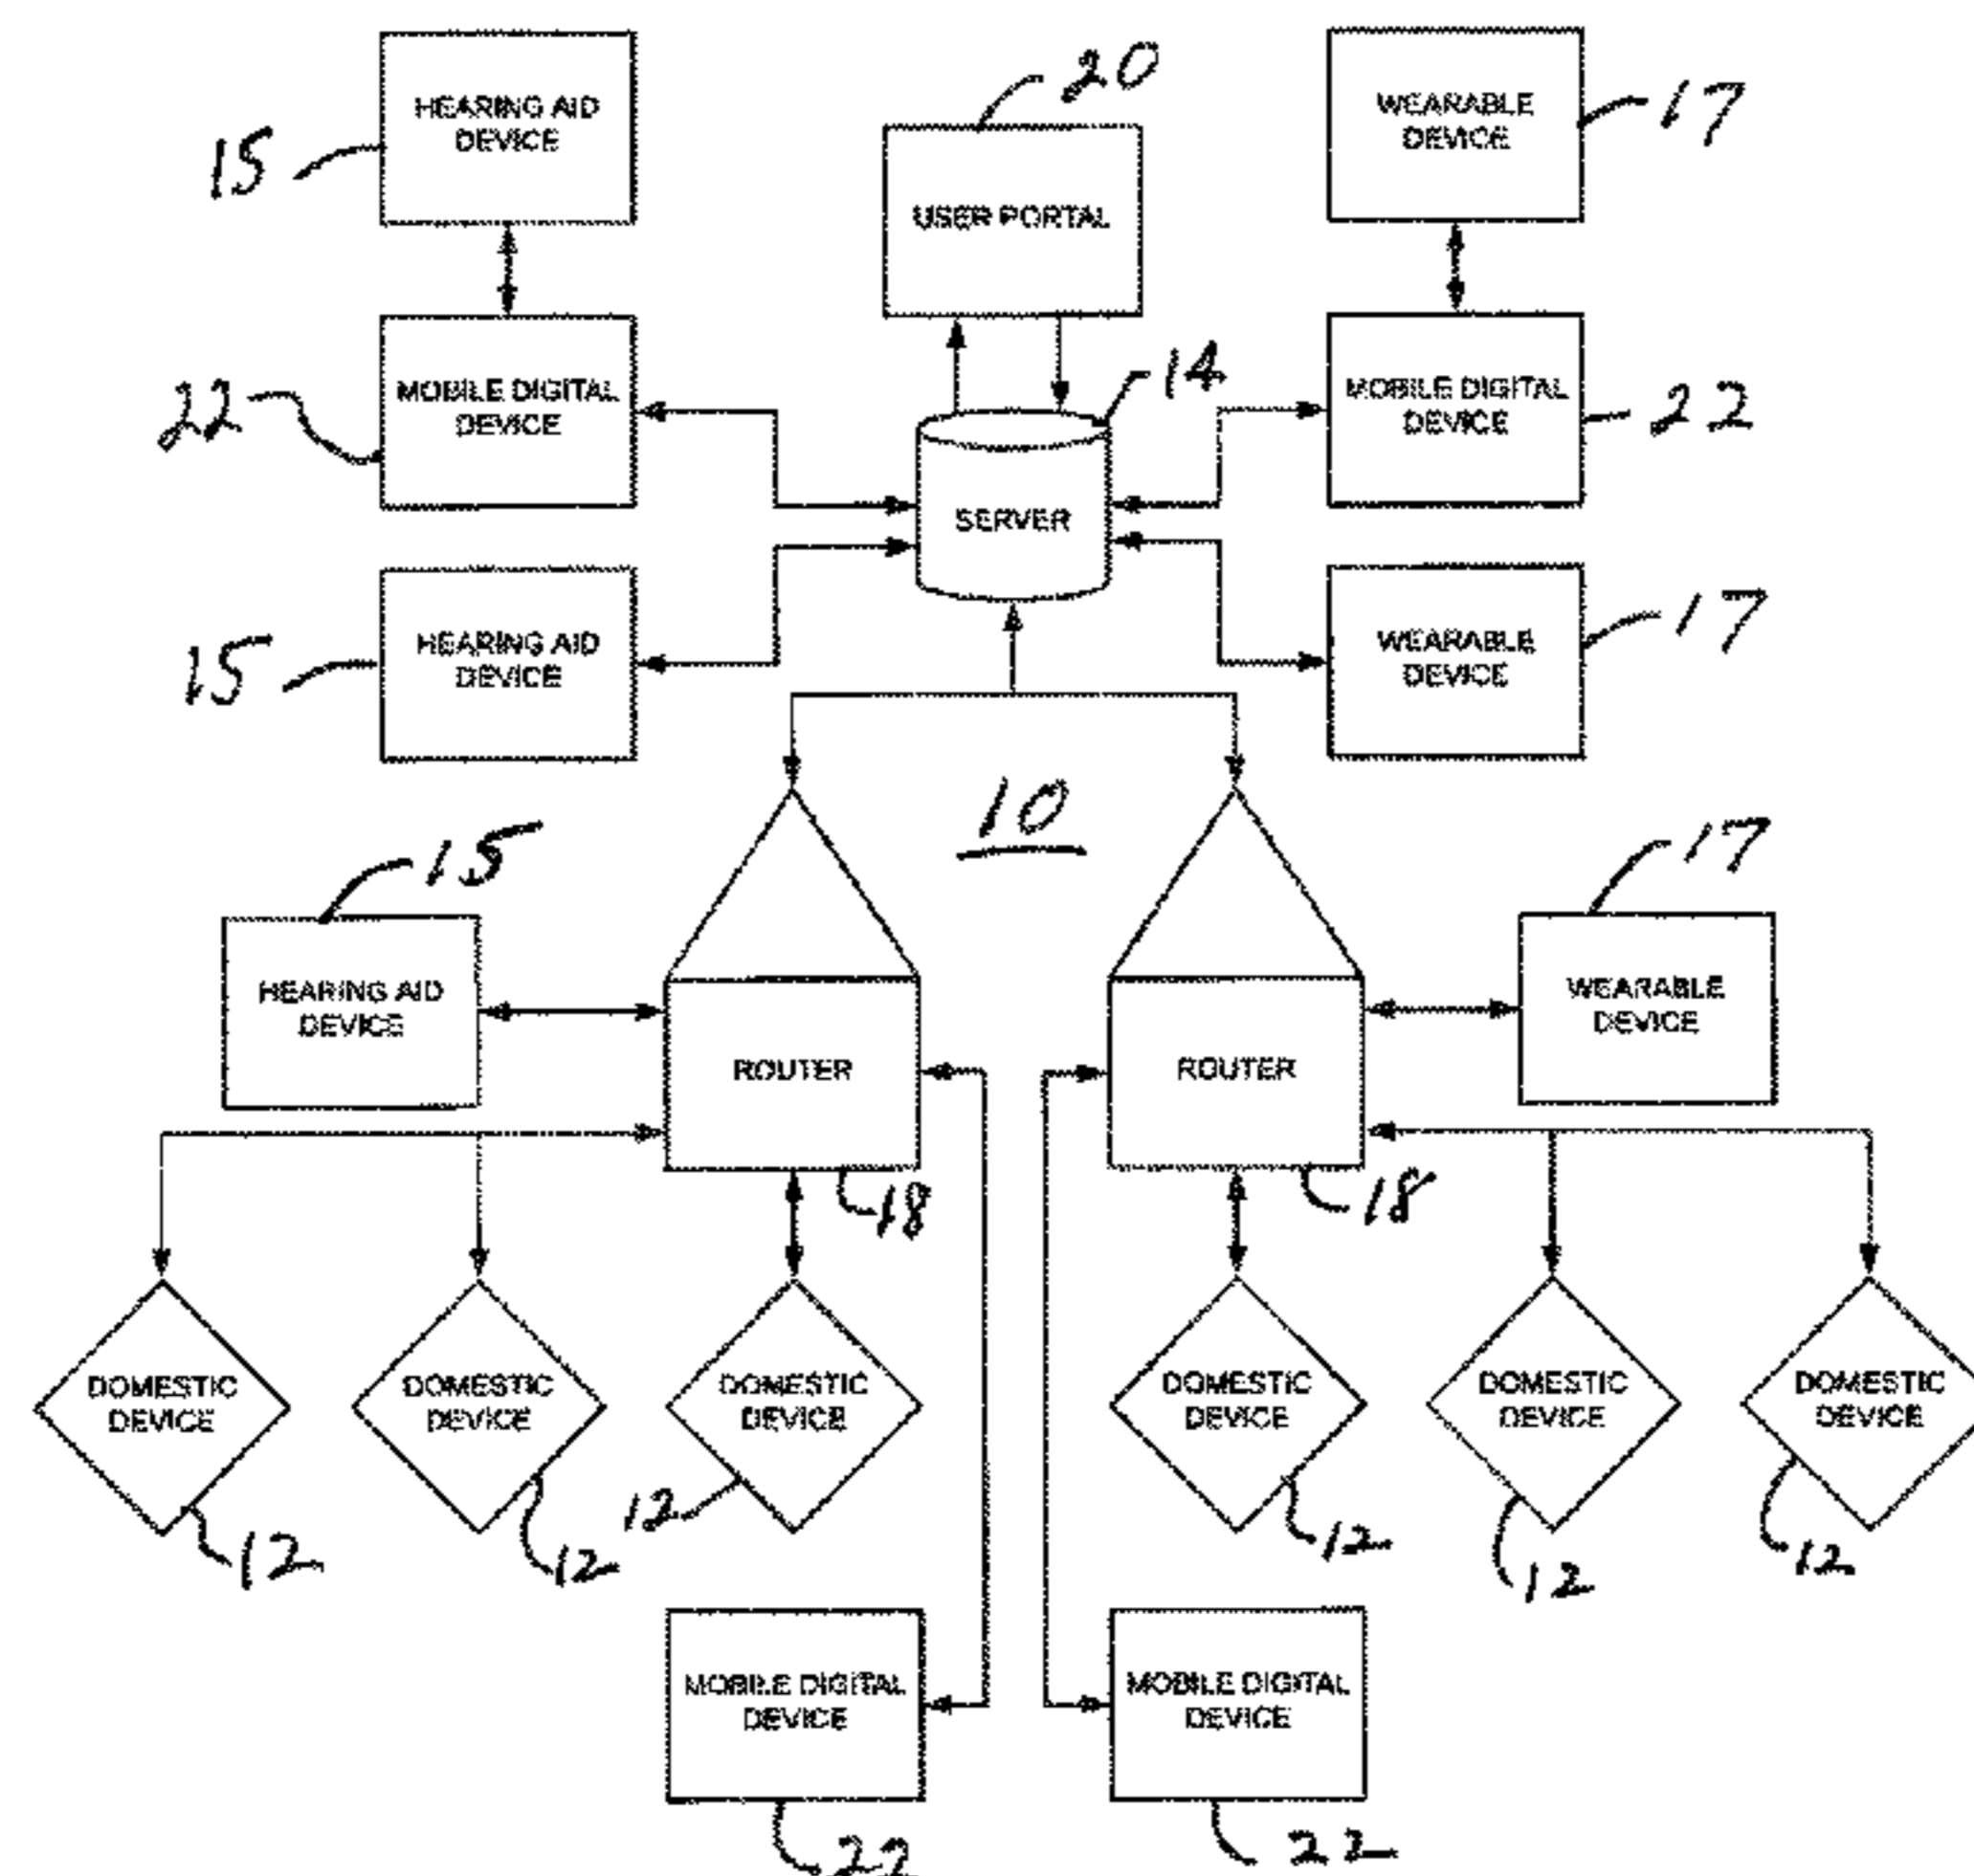 HEARING AID
DEVICE
15
20
USER PORTAL
WEARABLE
DEVICE
17
22
MOBILE DIGITAL
DEVICE
14
SERVER
MOBILE DIGITAL
DEVICE
22
15
HEARING AID
DEVICE
WEARABLE
DEVICE
17
10
15
HEARING AID
DEVICE
ROUTER
18
ROUTER
18
17
WEARABLE
DEVICE
DOMESTIC
DEVICE
12
DOMESTIC
DEVICE
12
DOMESTIC
DEVICE
12
DOMESTIC
DEVICE
12
DOMESTIC
DEVICE
12
DOMESTIC
DEVICE
12
MOBILE DIGITAL
DEVICE
22
MOBILE DIGITAL
DEVICE
22